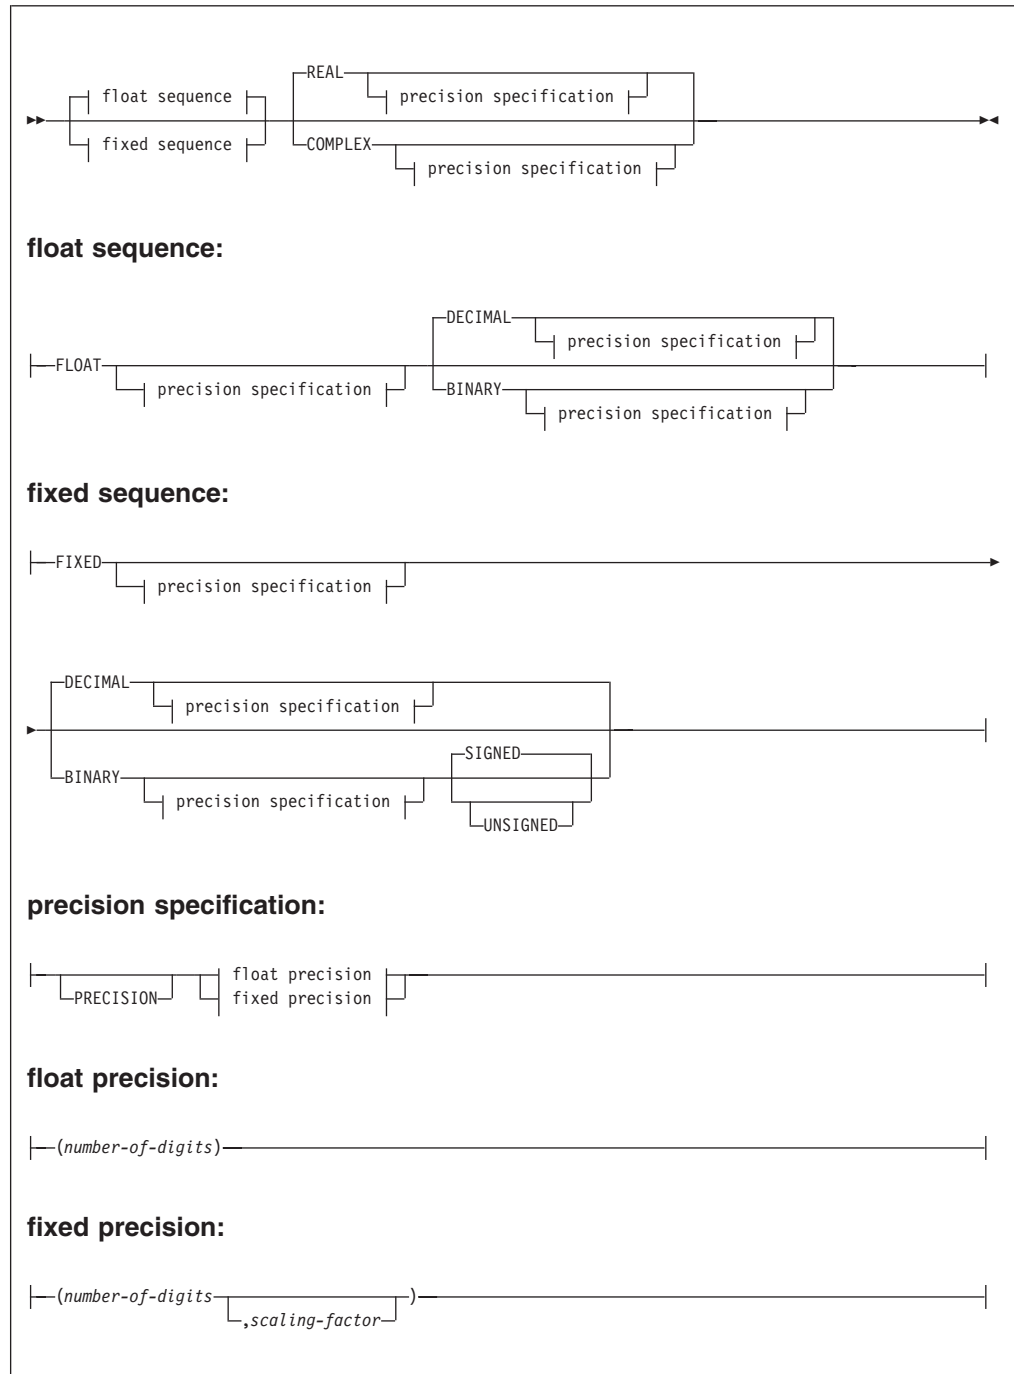 REAL
precision specification
float sequence
fixed sequence
COMPLEX
precision specification
float sequence:
DECIMAL
precision specification
FLOAT
precision specification
BINARY
precision specification
fixed sequence:
FIXED
precision specification
DECIMAL
precision specification
SIGNED
BINARY
precision specification
UNSIGNED
precision specification:
float precision
PRECISION
fixed precision
float precision:
(number-of-digits)
fixed precision:
(number-of-digits )
,scaling-factor